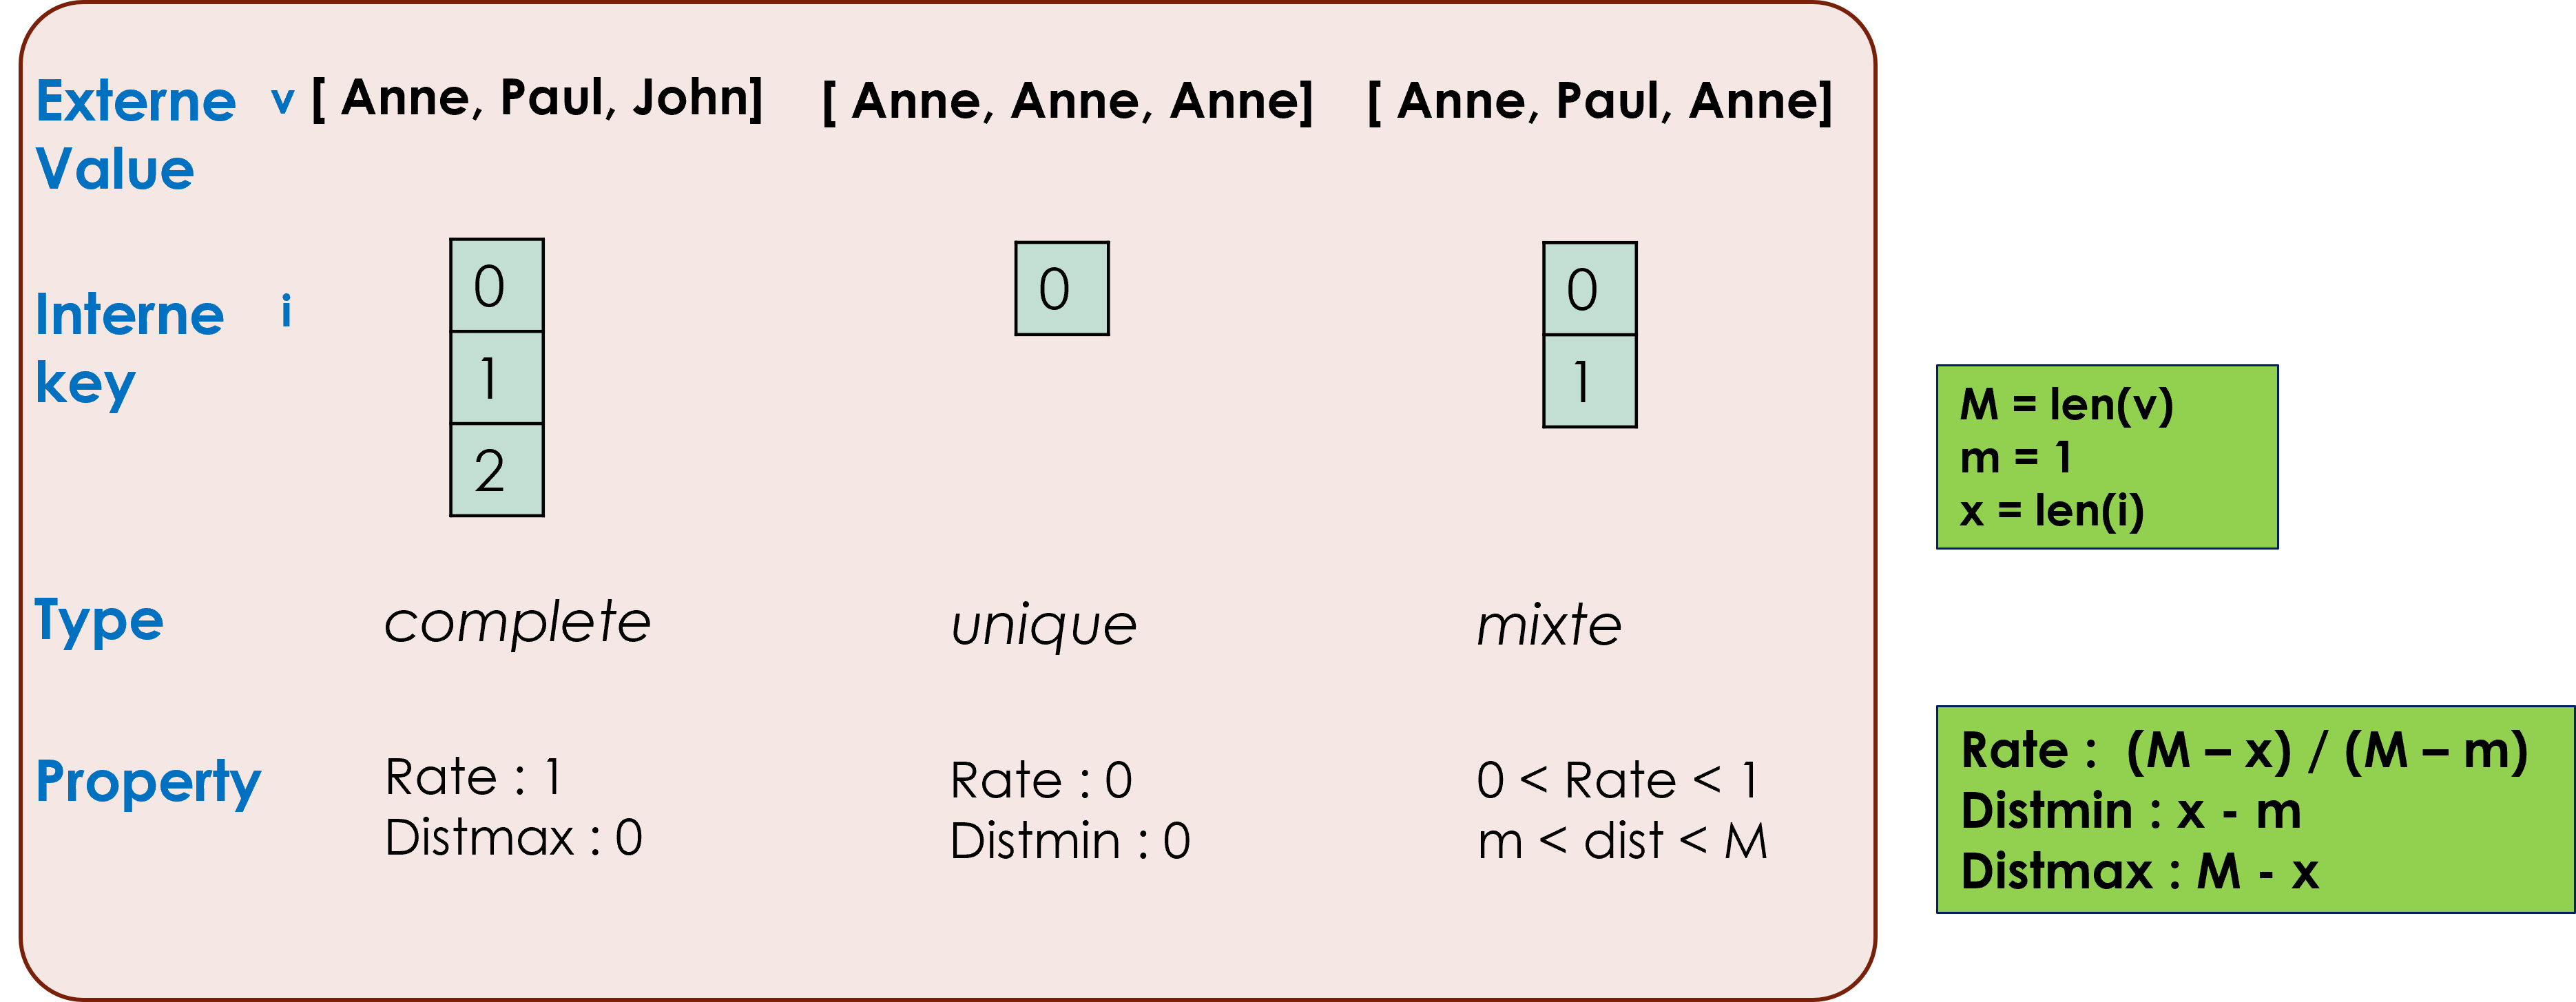 Externe v [ Anne, Paul, John] [ Anne, Anne, Anne] [ Anne, Paul, Anne]
Value
0 0 0
Interne i
key
1 1
2
Type complete unique mixte
Property Rate : 1 Rate : 0 0 < Rate < 1
Distmax : 0 Distmin : 0 m < dist < M
M = len(v)
m = 1
x = len(i)
Rate : (M – x) / (M – m)
Distmin : x - m
Distmax : M - x